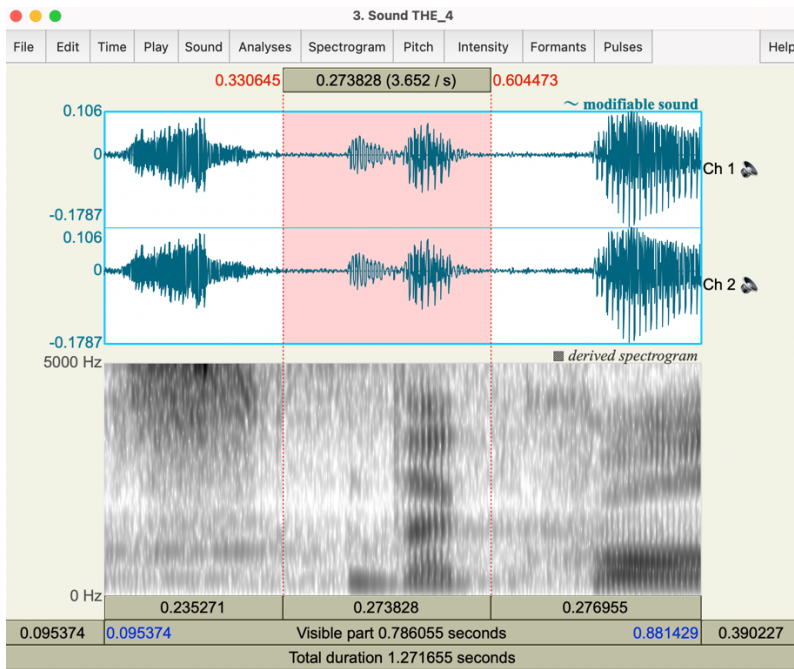 3. Sound THE_4
File Edit Time Play Sound Analyses Spectrogram Pitch Intensity Formants Pulses Help
0.330645 0.273828 (3.652 / s) 0.604473
0.106 ~ modifiable sound
0
Ch 1
-0.1787
0.106
0
Ch 2
-0.1787
5000 Hz derived spectrogram
0 Hz
0.235271 0.273828 0.276955
0.095374 0.095374 Visible part 0.786055 seconds 0.881429 0.390227
Total duration 1.271655 seconds